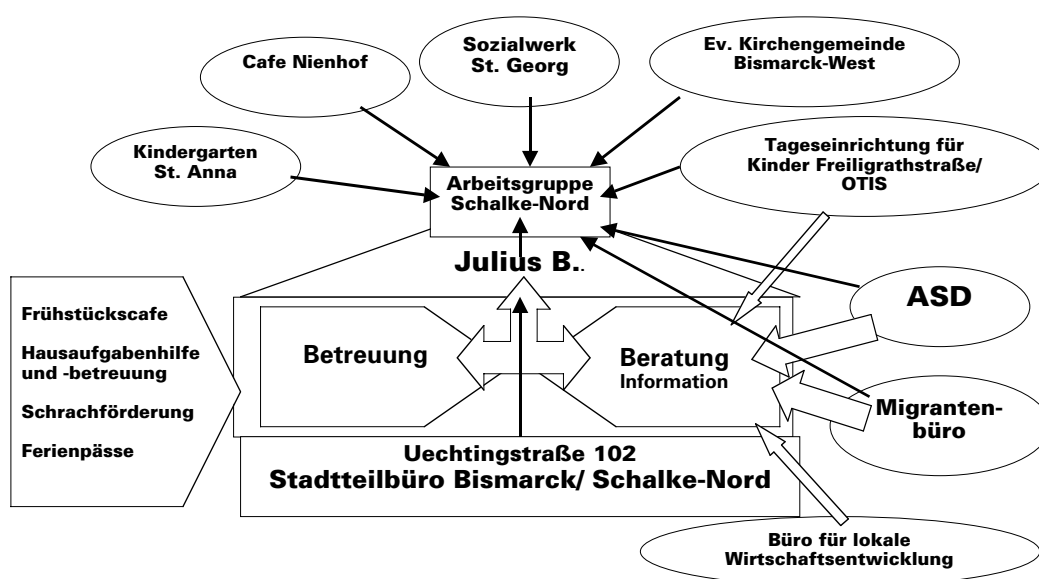 Cafe Nienhof
Sozialwerk
St. Georg
Ev. Kirchengemeinde
Bismarck-West
Kindergarten
St. Anna
Tageseinrichtung für
Kinder Freiligrathstraße/
OTIS
Arbeitsgruppe
Schalke-Nord
Julius B..
ASD
Frühstückscafe
Hausaufgabenhilfe
und -betreuung
Schrachförderung
Ferienpässe
Betreuung
Beratung
Information
Migranten-
büro
Uechtingstraße 102
Stadtteilbüro Bismarck/ Schalke-Nord
Büro für lokale
Wirtschaftsentwicklung